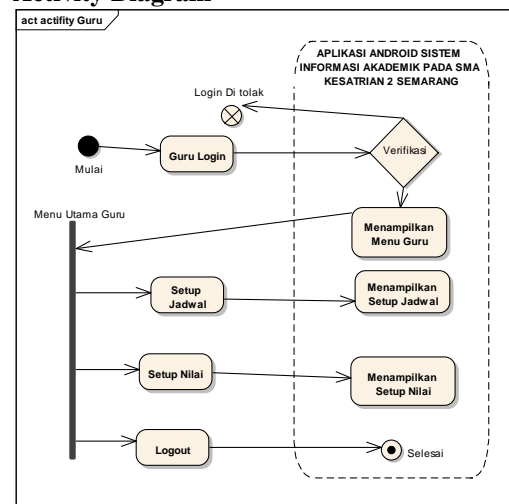 Activity Diagram
act actifity Guru
APLIKASI ANDROID SISTEM
INFORMASI AKADEMIK PADA SMA
KESATRIAN 2 SEMARANG
Login Di tolak
Mulai
Guru Login
Verifikasi
Menu Utama Guru
Menampilkan
Menu Guru
Setup
Jadwal
Menampilkan
Setup Jadwal
Setup Nilai
Menampilkan
Setup Nilai
Logout
Selesai